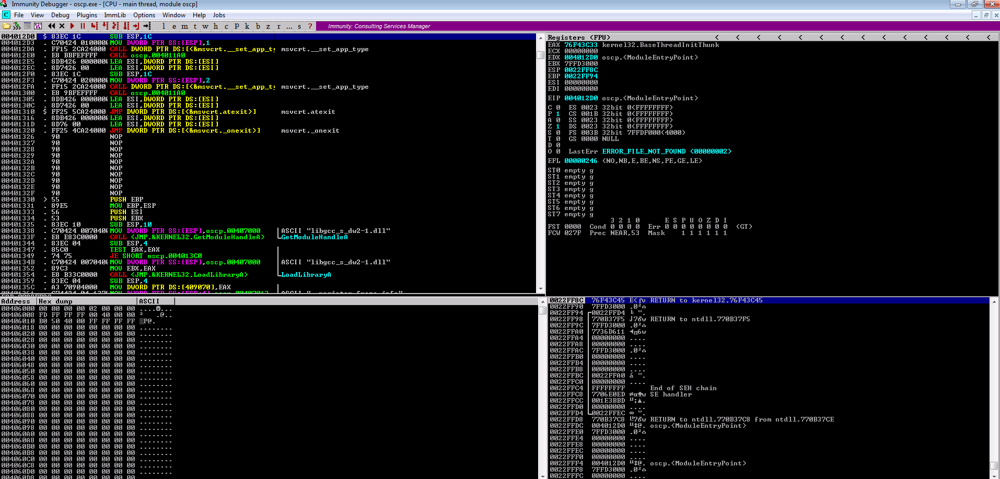 Immunity Debugger - oscp.exe - [CPU - main thread, module oscp]
File View Debug Plugins ImmLib Options Window Help Jobs
l e m t w h c P k b z r ... s ?
Immunity: Consulting Services Manager
004012D0 $ 83EC 1C SUB ESP,1C
004012D3 . C70424 0100000( MOV DWORD PTR SS:[ESP],1
004012DA . FF15 2CA24000 CALL DWORD PTR DS:[<&msvcrt.__set_app_ty msvcrt.__set_app_type
004012E0 . E8 BBFEFFFF CALL oscp.004011A0
004012E5 . 8DB426 0000000( LEA ESI,DWORD PTR DS:[ESI]
004012EC . 8D7426 00 LEA ESI,DWORD PTR DS:[ESI]
004012F0 . 83EC 1C SUB ESP,1C
004012F3 . C70424 0200000( MOV DWORD PTR SS:[ESP],2
004012FA . FF15 2CA24000 CALL DWORD PTR DS:[<&msvcrt.__set_app_ty msvcrt.__set_app_type
00401300 . E8 9BFEFFFF CALL oscp.004011A0
00401305 . 8DB426 0000000( LEA ESI,DWORD PTR DS:[ESI]
0040130C . 8D7426 00 LEA ESI,DWORD PTR DS:[ESI]
00401310 $ FF25 5CA24000 JMP DWORD PTR DS:[<&msvcrt.atexit>] msvcrt.atexit
00401316 . 8DB426 0000000( LEA ESI,DWORD PTR DS:[ESI]
0040131D . 8D76 00 LEA ESI,DWORD PTR DS:[ESI]
00401320 . FF25 4CA24000 JMP DWORD PTR DS:[<&msvcrt._onexit>] msvcrt._onexit
00401326 90 NOP
00401327 90 NOP
00401328 90 NOP
00401329 90 NOP
0040132A 90 NOP
0040132B 90 NOP
0040132C 90 NOP
0040132D 90 NOP
0040132E 90 NOP
0040132F 90 NOP
00401330 > 55 PUSH EBP
00401331 . 89E5 MOV EBP,ESP
00401333 . 56 PUSH ESI
00401334 . 53 PUSH EBX
00401335 . 83EC 10 SUB ESP,10
00401338 . C70424 0070400( MOV DWORD PTR SS:[ESP],oscp.00407000 ASCII "libgcc_s_dw2-1.dll"
0040133F . E8 E83C0000 CALL <JMP.&KERNEL32.GetModuleHandleA> GetModuleHandleA
00401344 . 83EC 04 SUB ESP,4
00401347 . 85C0 TEST EAX,EAX
00401349 . 74 75 JE SHORT oscp.004013C0
0040134B . C70424 0070400( MOV DWORD PTR SS:[ESP],oscp.00407000 ASCII "libgcc_s_dw2-1.dll"
00401352 . 89C3 MOV EBX,EAX
00401354 . E8 B33C0000 CALL <JMP.&KERNEL32.LoadLibraryA> LoadLibraryA
00401359 . 83EC 04 SUB ESP,4
0040135C . A3 70904000 MOV DWORD PTR DS:[409070],EAX
Registers (FPU) < < < < < < < < < < < < < <
EAX 76F43C33 kernel32.BaseThreadInitThunk
ECX 00000000
EDX 004012D0 oscp.<ModuleEntryPoint>
EBX 7FFD3000
ESP 0022FF8C
EBP 0022FF94
ESI 00000000
EDI 00000000
EIP 004012D0 oscp.<ModuleEntryPoint>
C 0 ES 0023 32bit 0(FFFFFFFF)
P 1 CS 001B 32bit 0(FFFFFFFF)
A 0 SS 0023 32bit 0(FFFFFFFF)
Z 1 DS 0023 32bit 0(FFFFFFFF)
S 0 FS 003B 32bit 7FFDF000(4000)
T 0 GS 0000 NULL
D 0
O 0 LastErr ERROR_FILE_NOT_FOUND (00000002)
EFL 00000246 (NO,NB,E,BE,NS,PE,GE,LE)
ST0 empty g
ST1 empty g
ST2 empty g
ST3 empty g
ST4 empty g
ST5 empty g
ST6 empty g
ST7 empty g
3 2 1 0 E S P U O Z D I
FST 0000 Cond 0 0 0 0 Err 0 0 0 0 0 0 0 0 (GT)
FCW 027F Prec NEAR,53 Mask 1 1 1 1 1 1
Address Hex dump ASCII
00406000 00 00 00 00 02 00 00 00
00406008 FD FF FF FF 00 40 00 00 ² .@..
00406010 B0 50 40 00 FF FF FF FF ░P@.
00406018 00 00 00 00 00 00 00 00 ........
00406020 00 00 00 00 00 00 00 00 ........
00406028 00 00 00 00 00 00 00 00 ........
00406030 00 00 00 00 00 00 00 00 ........
00406038 00 00 00 00 00 00 00 00 ........
00406040 00 00 00 00 00 00 00 00 ........
00406048 00 00 00 00 00 00 00 00 ........
00406050 00 00 00 00 00 00 00 00 ........
00406058 00 00 00 00 00 00 00 00 ........
00406060 00 00 00 00 00 00 00 00 ........
00406068 00 00 00 00 00 00 00 00 ........
00406070 00 00 00 00 00 00 00 00 ........
00406078 00 00 00 00 00 00 00 00 ........
00406080 00 00 00 00 00 00 00 00 ........
00406088 00 00 00 00 00 00 00 00 ........
00406090 00 00 00 00 00 00 00 00 ........
00406098 00 00 00 00 00 00 00 00 ........
004060A0 00 00 00 00 00 00 00 00 ........
004060A8 00 00 00 00 00 00 00 00 ........
004060B0 00 00 00 00 00 00 00 00 ........
004060B8 00 00 00 00 00 00 00 00 ........
004060C0 00 00 00 00 00 00 00 00 ........
004060C8 00 00 00 00 00 00 00 00 ........
004060D0 00 00 00 00 00 00 00 00 ........
004060D8 00 00 00 00 00 00 00 00
0022FF8C 76F43C45 RETURN to kernel32.76F43C45
0022FF90 7FFD3000
0022FF94 0022FFD4
0022FF98 770B37F5 RETURN to ntdll.770B37F5
0022FF9C 7FFD3000
0022FFA0 7736D611
0022FFA4 00000000 ....
0022FFA8 00000000 ....
0022FFAC 7FFD3000
0022FFB0 00000000 ....
0022FFB4 00000000 ....
0022FFB8 00000000 ....
0022FFBC 0022FFA0 á ".
0022FFC0 00000000 ....
0022FFC4 FFFFFFFF End of SEH chain
0022FFC8 7706E0ED SE handler
0022FFCC 001E3BBD
0022FFD0 00000000 ....
0022FFD4 0022FFEC ∞ ".
0022FFD8 770B37C8 RETURN to ntdll.770B37C8 from ntdll.770B37CE
0022FFDC 004012D0 oscp.<ModuleEntryPoint>
0022FFE0 7FFD3000
0022FFE4 00000000 ....
0022FFE8 00000000 ....
0022FFEC 00000000 ....
0022FFF0 00000000 ....
0022FFF4 004012D0 oscp.<ModuleEntryPoint>
0022FFF8 7FFD3000
0022FFFC 00000000 ....